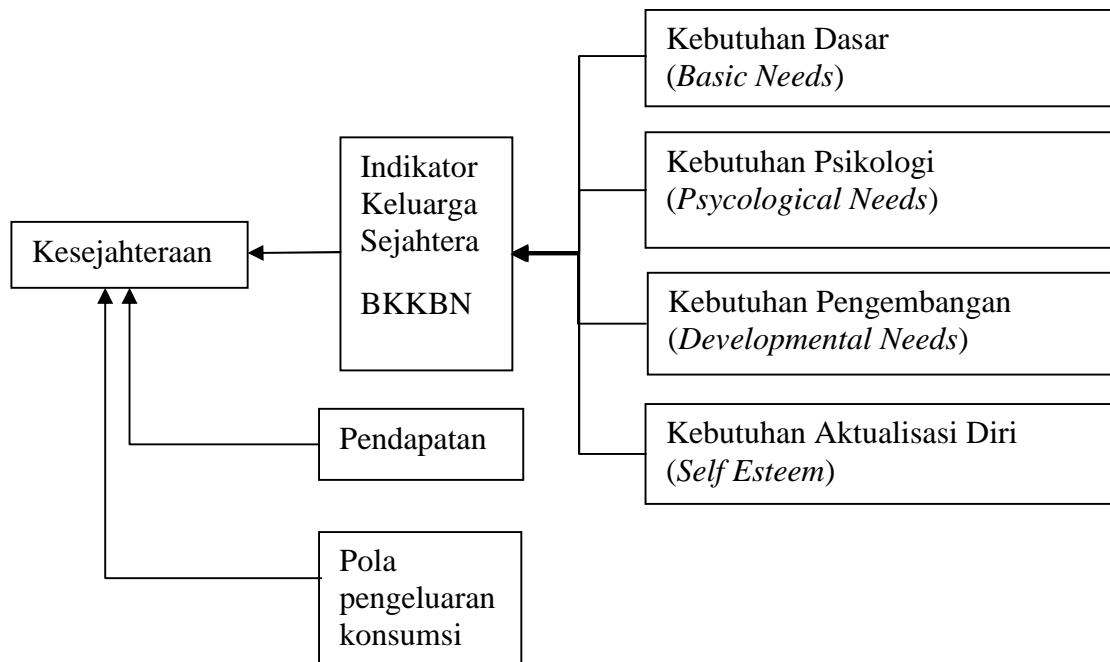 Kesejahteraan
Indikator
Keluarga
Sejahtera
BKKBN
Pendapatan
Pola
pengeluaran
konsumsi
Kebutuhan Dasar
(Basic Needs)
Kebutuhan Psikologi
(Psycological Needs)
Kebutuhan Pengembangan
(Developmental Needs)
Kebutuhan Aktualisasi Diri
(Self Esteem)